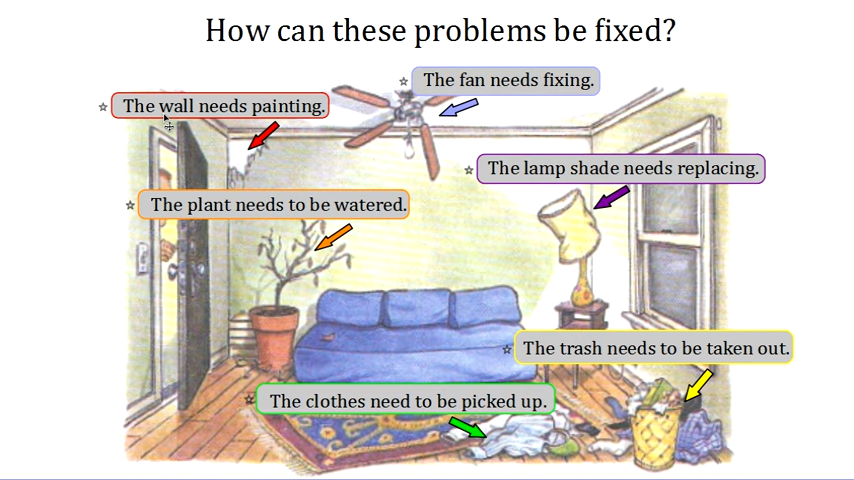 How can these problems be fixed?
The fan needs fixing.
The wall needs painting.
The lamp shade needs replacing.
The plant needs to be watered.
The trash needs to be taken out.
The clothes need to be picked up.